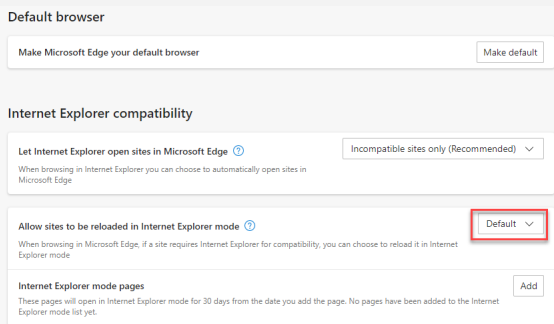 Default browser
Make Microsoft Edge your default browser
Make default
Internet Explorer compatibility
Let Internet Explorer open sites in Microsoft Edge ?
Incompatible sites only (Recommended)
When browsing in Internet Explorer you can choose to automatically open sites in
Microsoft Edge
Allow sites to be reloaded in Internet Explorer mode ?
Default
When browsing in Microsoft Edge, if a site requires Internet Explorer for compatibility, you can choose to reload it in Internet
Explorer mode
Internet Explorer mode pages
Add
These pages will open in Internet Explorer mode for 30 days from the date you add the page. No pages have been added to the Internet
Explorer mode list yet.